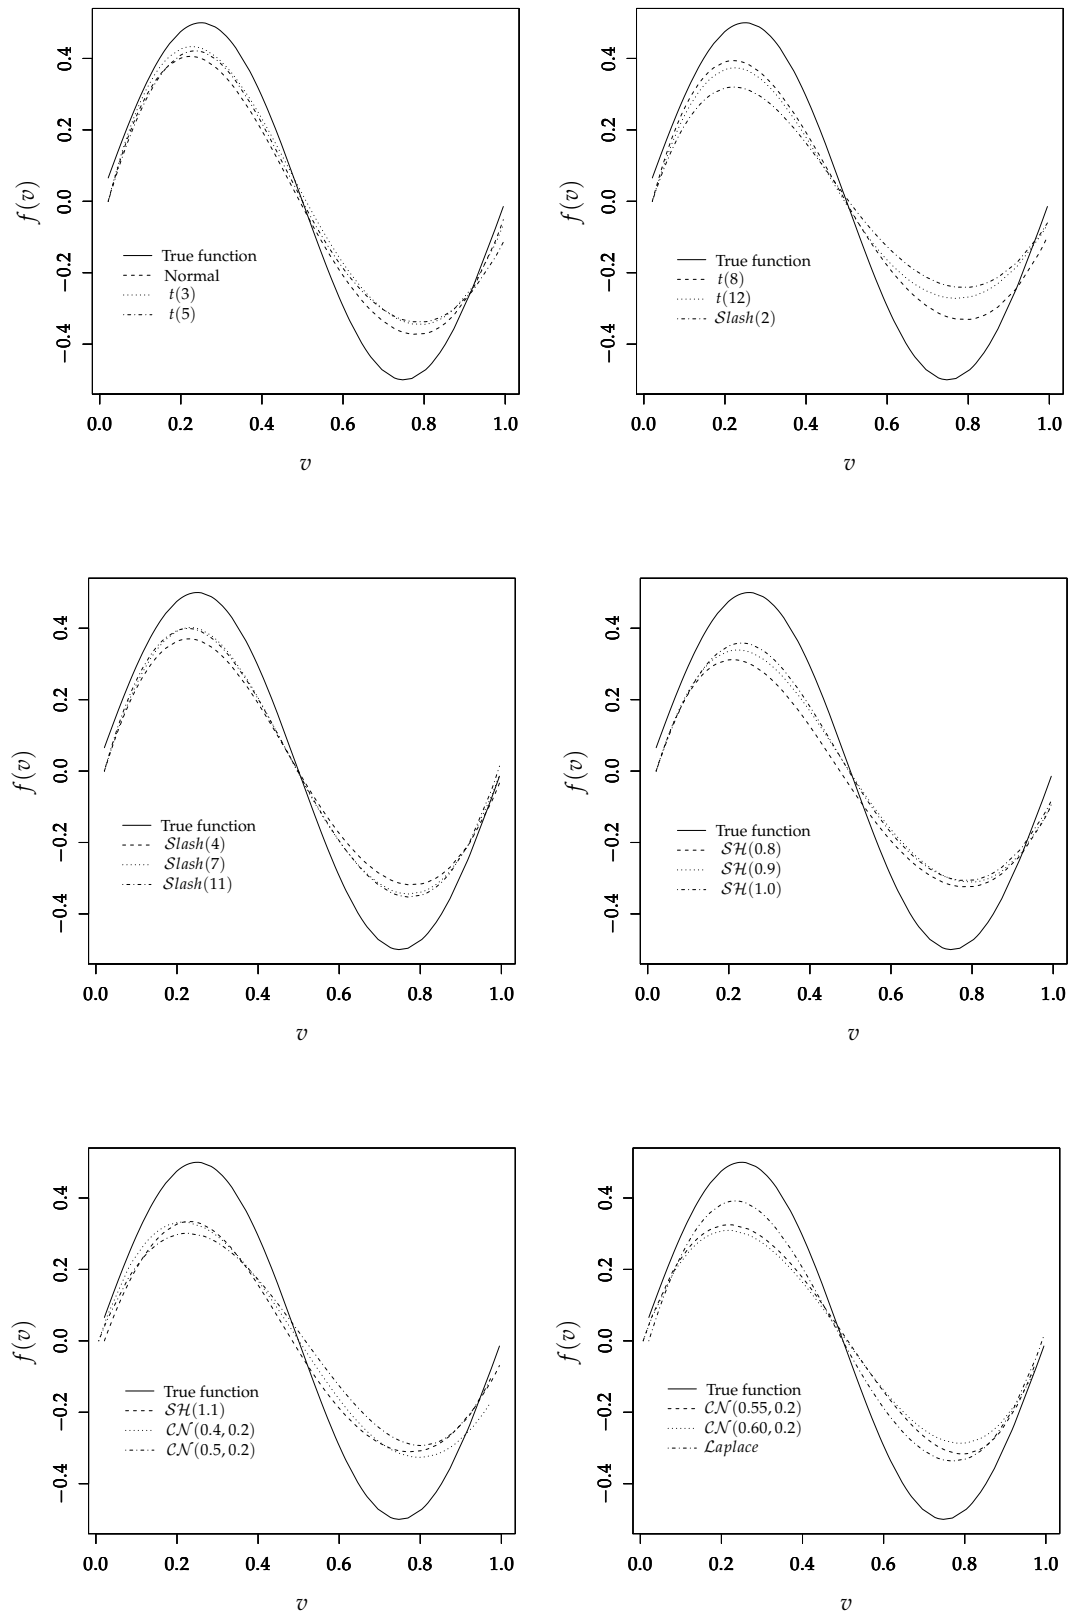 f(v)
0.4
0.2
0.0
−0.2
−0.4
True function
Normal
t(3)
t(5)
0.0 0.2 0.4 0.6 0.8 1.0
v
f(v)
0.4
0.2
0.0
−0.2
−0.4
True function
t(8)
t(12)
Slash(2)
0.0 0.2 0.4 0.6 0.8 1.0
v
f(v)
0.4
0.2
0.0
−0.2
−0.4
True function
Slash(4)
Slash(7)
Slash(11)
0.0 0.2 0.4 0.6 0.8 1.0
v
f(v)
0.4
0.2
0.0
−0.2
−0.4
True function
SH(0.8)
SH(0.9)
SH(1.0)
0.0 0.2 0.4 0.6 0.8 1.0
v
f(v)
0.4
0.2
0.0
−0.2
−0.4
True function
SH(1.1)
CN(0.4, 0.2)
CN(0.5, 0.2)
0.0 0.2 0.4 0.6 0.8 1.0
v
f(v)
0.4
0.2
0.0
−0.2
−0.4
True function
CN(0.55, 0.2)
CN(0.60, 0.2)
Laplace
0.0 0.2 0.4 0.6 0.8 1.0
v